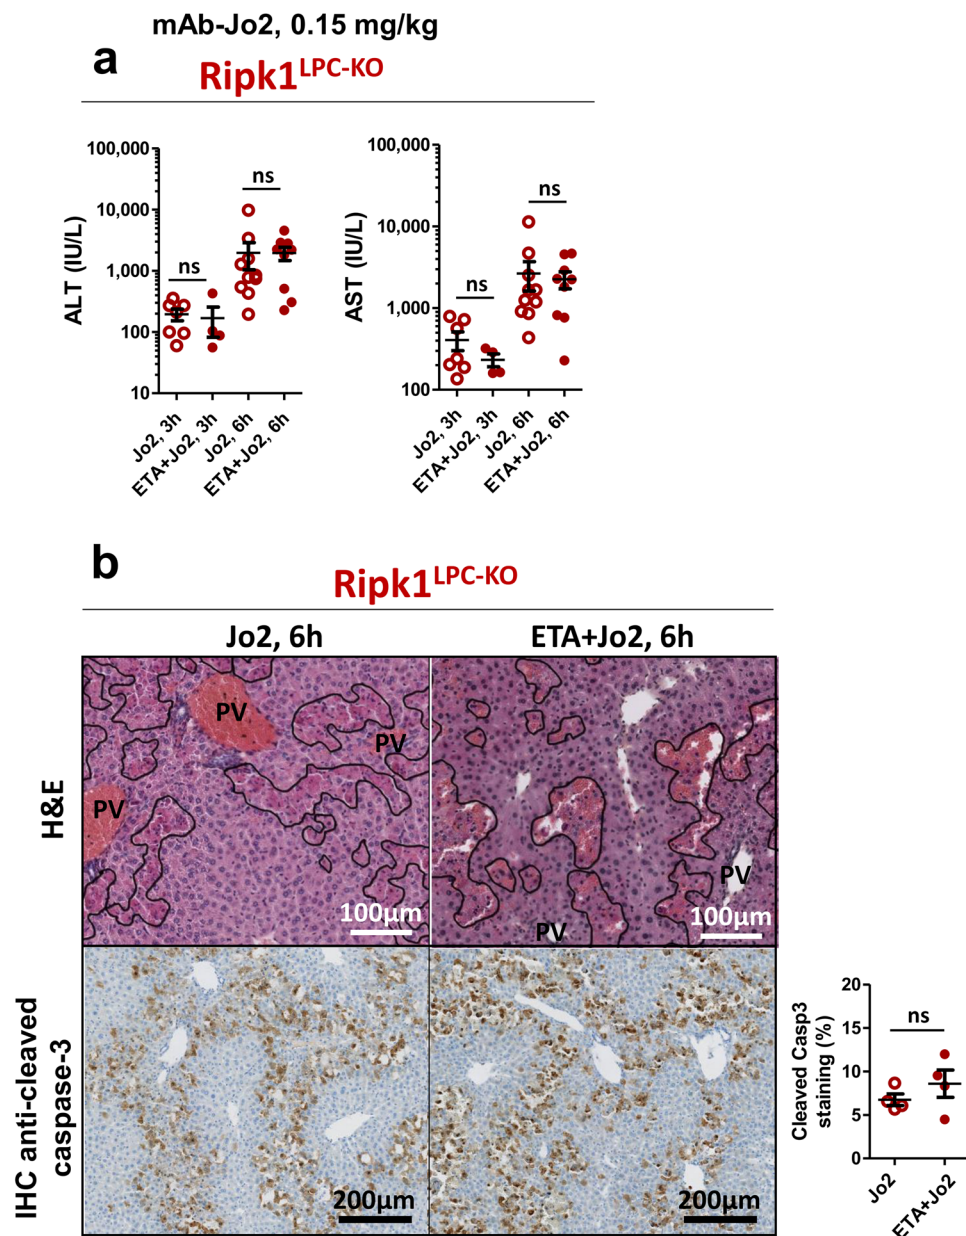 mAb-Jo2, 0.15 mg/kg
a
Ripk1LPC-KO
100,000
10,000
1,000
100
10
ALT (IU/L)
ns
ns
Jo2, 3h
ETA+Jo2, 3h
Jo2, 6h
ETA+Jo2, 6h
100,000
10,000
1,000
100
AST (IU/L)
ns
ns
Jo2, 3h
ETA+Jo2, 3h
Jo2, 6h
ETA+Jo2, 6h
b
Ripk1LPC-KO
Jo2, 6h
ETA+Jo2, 6h
H&E
PV
PV
PV
100µm
PV
PV
100µm
IHC anti-cleaved
caspase-3
200µm
200µm
Cleaved Casp3
staining (%)
20
15
10
5
0
ns
Jo2
ETA+Jo2